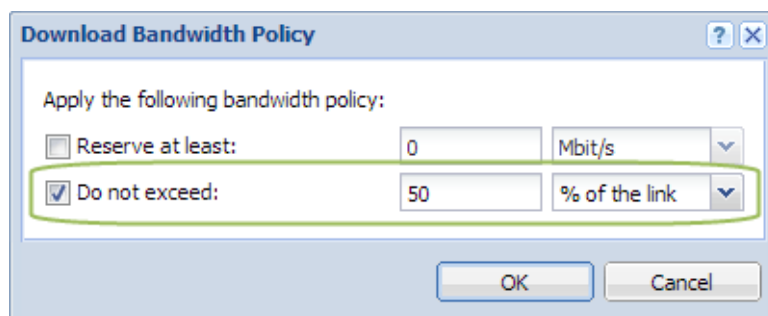 Download Bandwidth Policy ?
Apply the following bandwidth policy:
Reserve at least: 0 Mbit/s
Do not exceed: 50 % of the link
OK Cancel